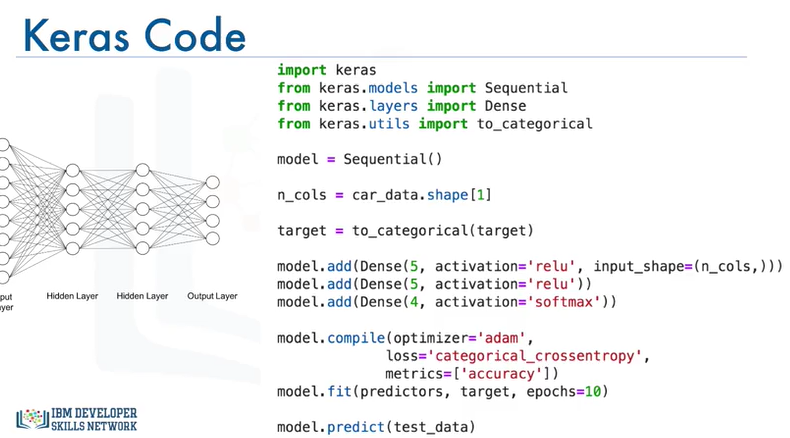 Keras Code
import keras
from keras.models import Sequential
from keras.layers import Dense
from keras.utils import to_categorical
model = Sequential()
n_cols = car_data.shape[1]
target = to_categorical(target)
model.add(Dense(5, activation='relu', input_shape=(n_cols,)))
model.add(Dense(5, activation='relu'))
model.add(Dense(4, activation='softmax'))
model.compile(optimizer='adam',
loss='categorical_crossentropy',
metrics=['accuracy'])
model.fit(predictors, target, epochs=10)
model.predict(test_data)
put
yer
Hidden Layer
Hidden Layer
Output Layer
IBM DEVELOPER
SKILLS NETWORK